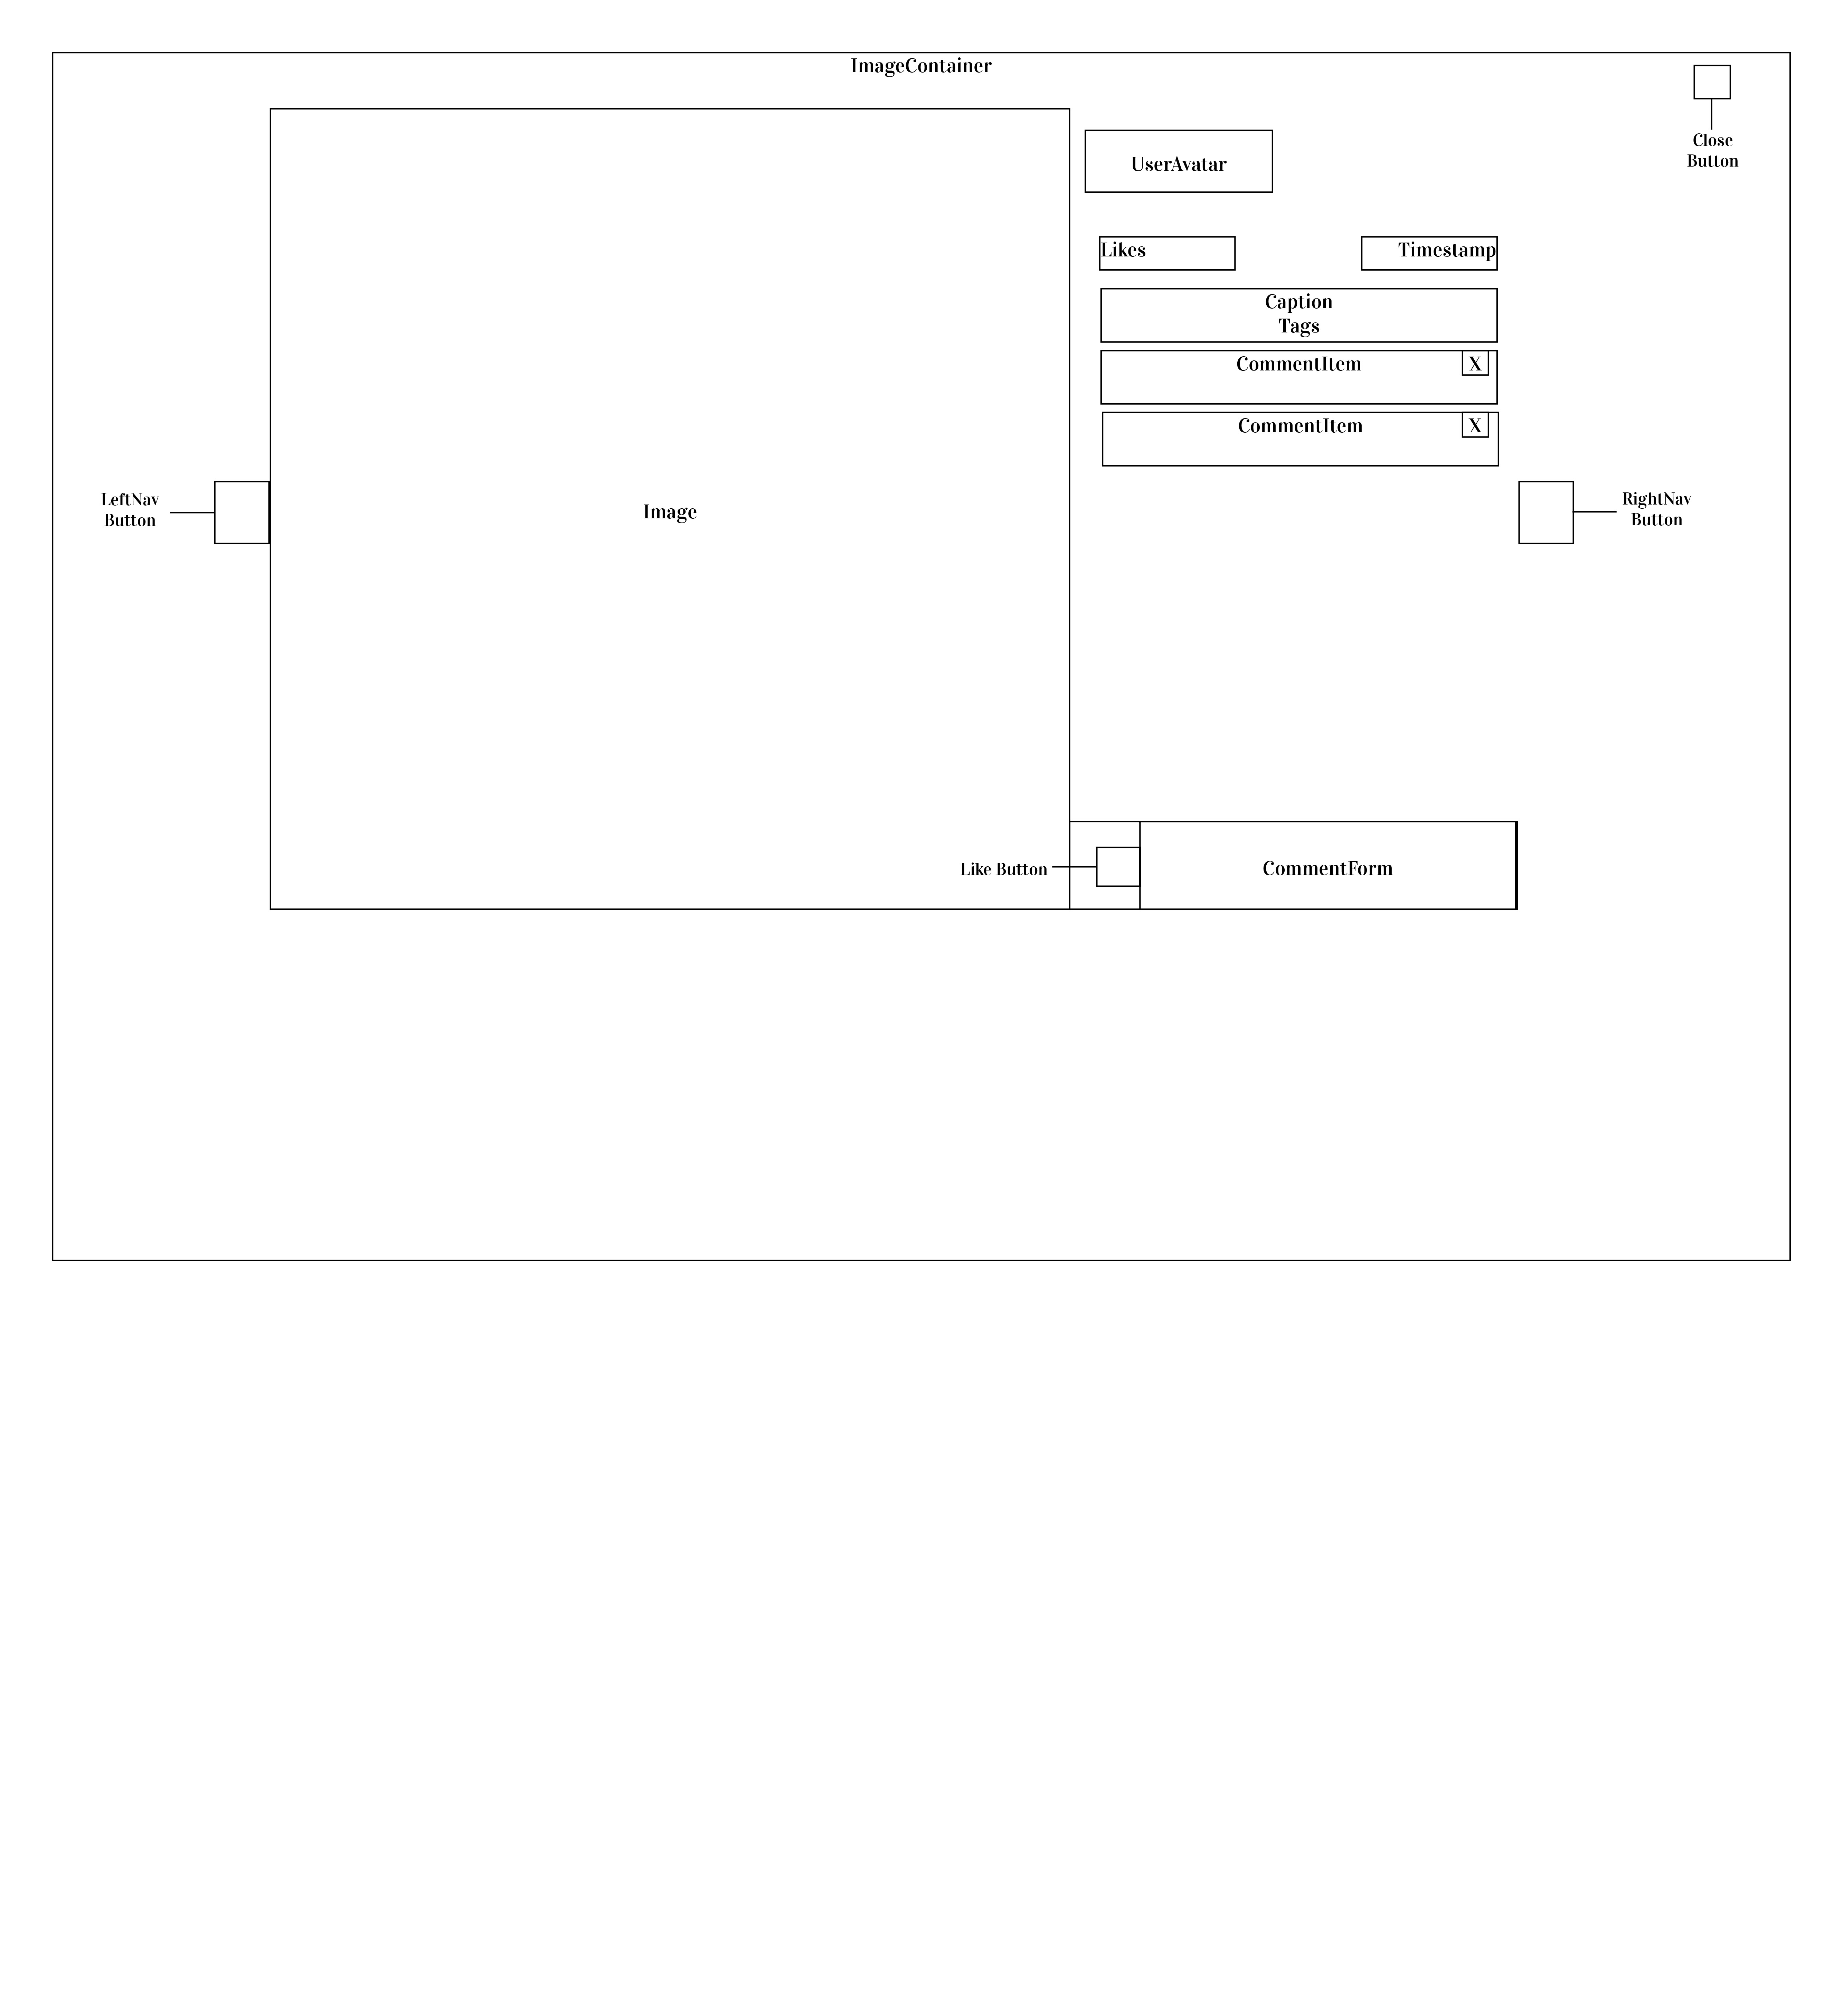 ImageContainer
Close
Button
UserAvatar
Likes
Timestamp
Caption
Tags
CommentItem
X
CommentItem
X
LeftNav
Button
Image
RightNav
Button
Like Button
CommentForm